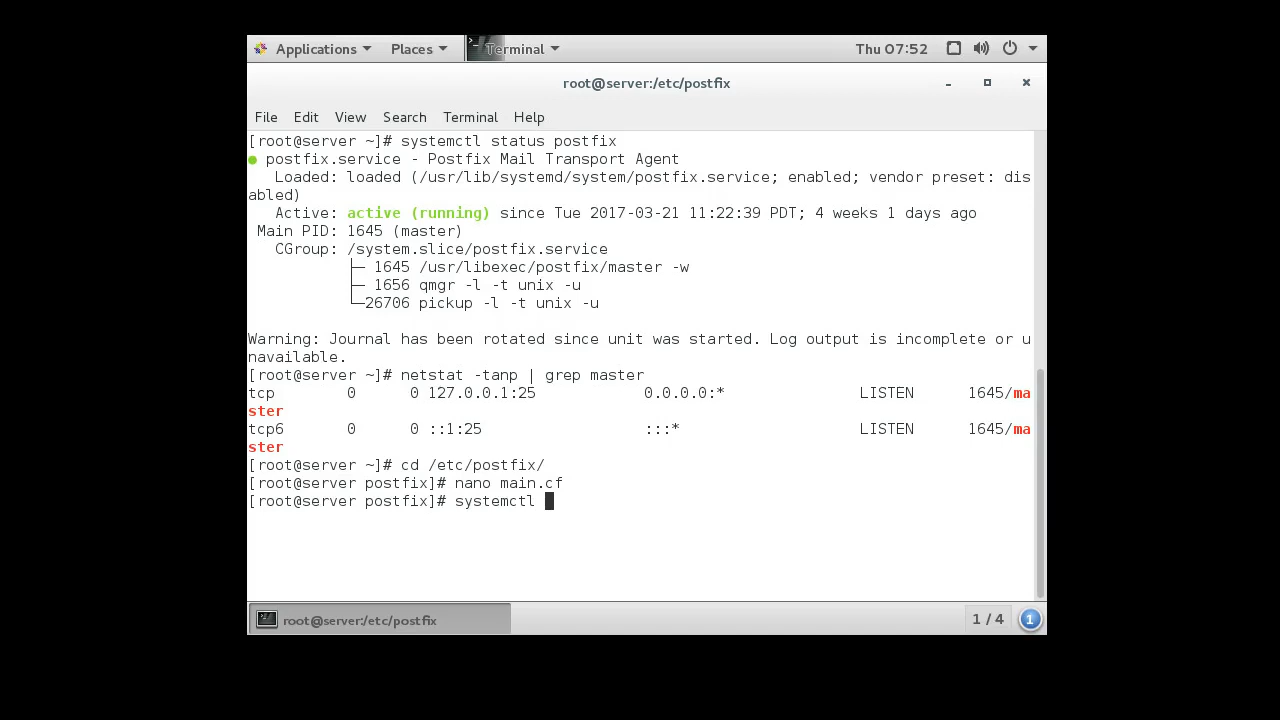 Applications Places Terminal Thu 07:52
root@server:/etc/postfix
File Edit View Search Terminal Help
[root@server ~]# systemctl status postfix
● postfix.service - Postfix Mail Transport Agent
   Loaded: loaded (/usr/lib/systemd/system/postfix.service; enabled; vendor preset: dis
abled)
   Active: active (running) since Tue 2017-03-21 11:22:39 PDT; 4 weeks 1 days ago
 Main PID: 1645 (master)
   CGroup: /system.slice/postfix.service
           ├─ 1645 /usr/libexec/postfix/master -w
           ├─ 1656 qmgr -l -t unix -u
           └─26706 pickup -l -t unix -u
Warning: Journal has been rotated since unit was started. Log output is incomplete or u
navailable.
[root@server ~]# netstat -tanp | grep master
tcp        0      0 127.0.0.1:25            0.0.0.0:*               LISTEN      1645/ma
ster
tcp6       0      0 ::1:25                  :::*                    LISTEN      1645/ma
ster
[root@server ~]# cd /etc/postfix/
[root@server postfix]# nano main.cf
[root@server postfix]# systemctl
root@server:/etc/postfix 1 / 4 1